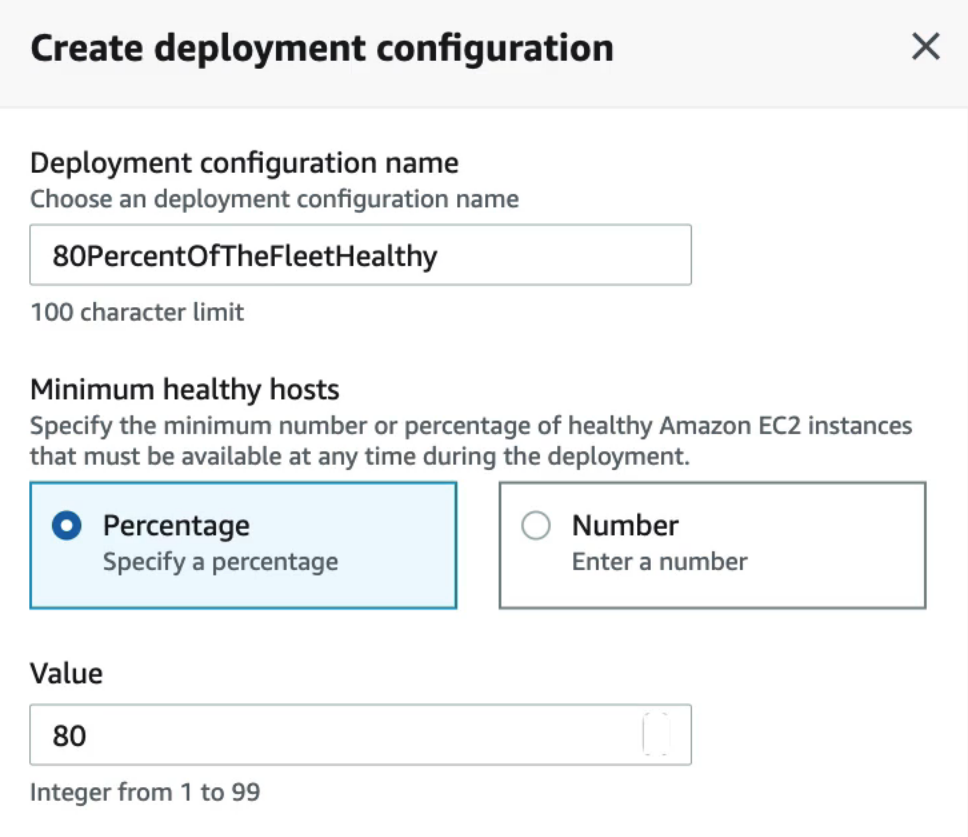 Create deployment configuration
Deployment configuration name
Choose an deployment configuration name
80PercentOfTheFleetHealthy
100 character limit
Minimum healthy hosts
Specify the minimum number or percentage of healthy Amazon EC2 instances
that must be available at any time during the deployment.
Percentage
Specify a percentage
Number
Enter a number
Value
80
Integer from 1 to 99